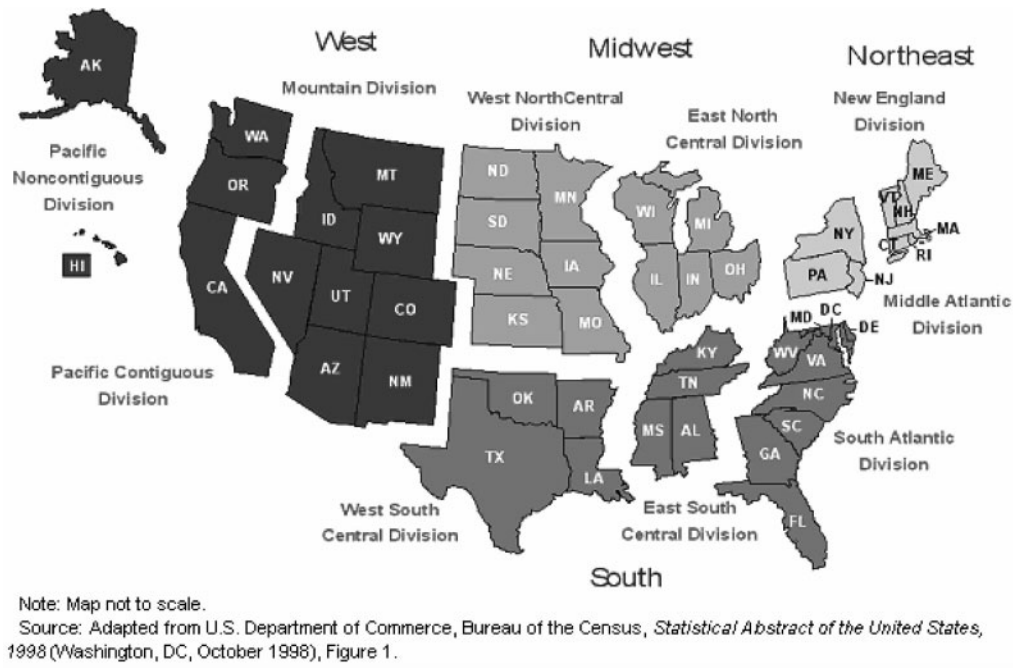 West
Midwest
Northeast
Mountain Division
West NorthCentral
Division
East North
Central Division
New England
Division
Pacific
Noncontiguous
Division
AK
HI
WA
OR
CA
MT
ID
WY
NV
UT
CO
AZ
NM
ND
MN
SD
NE
IA
KS
MO
WI
MI
IL
IN
OH
ME
VT
NH
NY
MA
CT
RI
PA
NJ
Middle Atlantic
Division
MD
DC
DE
WV
VA
KY
TN
NC
SC
OK
AR
MS
AL
GA
TX
LA
FL
Pacific Contiguous
Division
South Atlantic
Division
West South
Central Division
East South
Central Division
South
Note: Map not to scale.
Source: Adapted from U.S. Department of Commerce, Bureau of the Census, Statistical Abstract of the United States,
1998 (Washington, DC, October 1998), Figure 1.